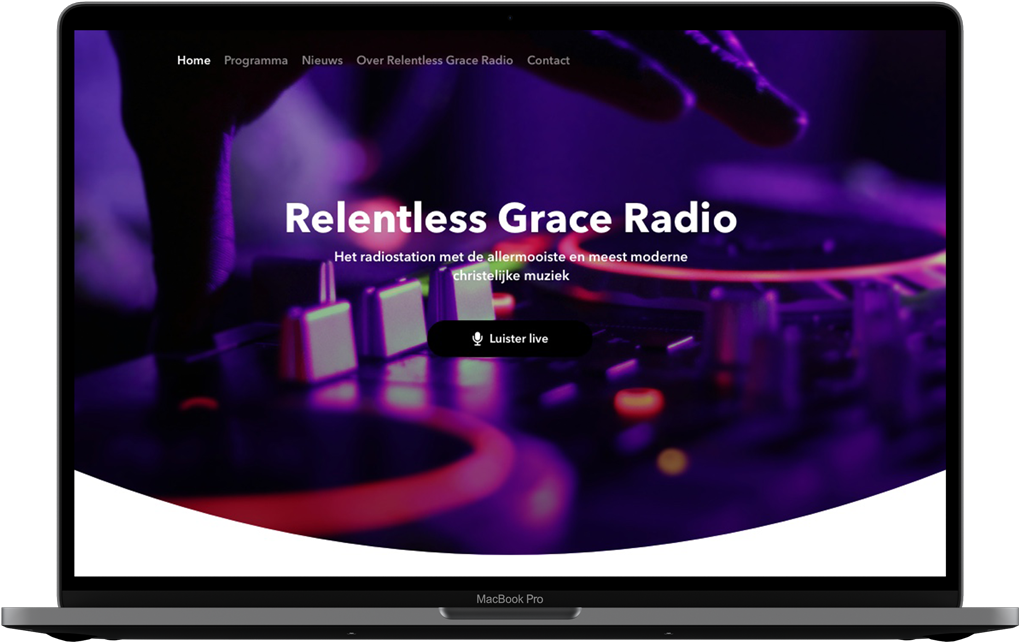 Home Programma Nieuws Over Relentless Grace Radio Contact
Relentless Grace Radio
Het radiostation met de allermooiste en meest moderne
christelijke muziek
Luister live
MacBook Pro